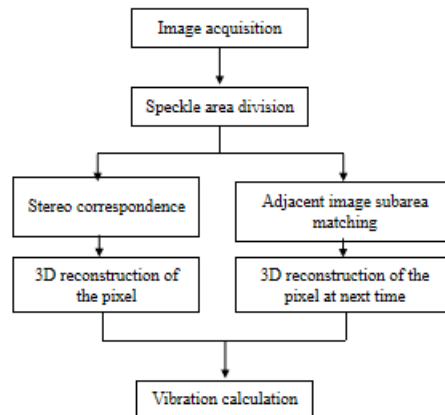 Image acquisition
Speckle area division
Stereo correspondence
Adjacent image subarea
matching
3D reconstruction of
the pixel
3D reconstruction of the
pixel at next time
Vibration calculation